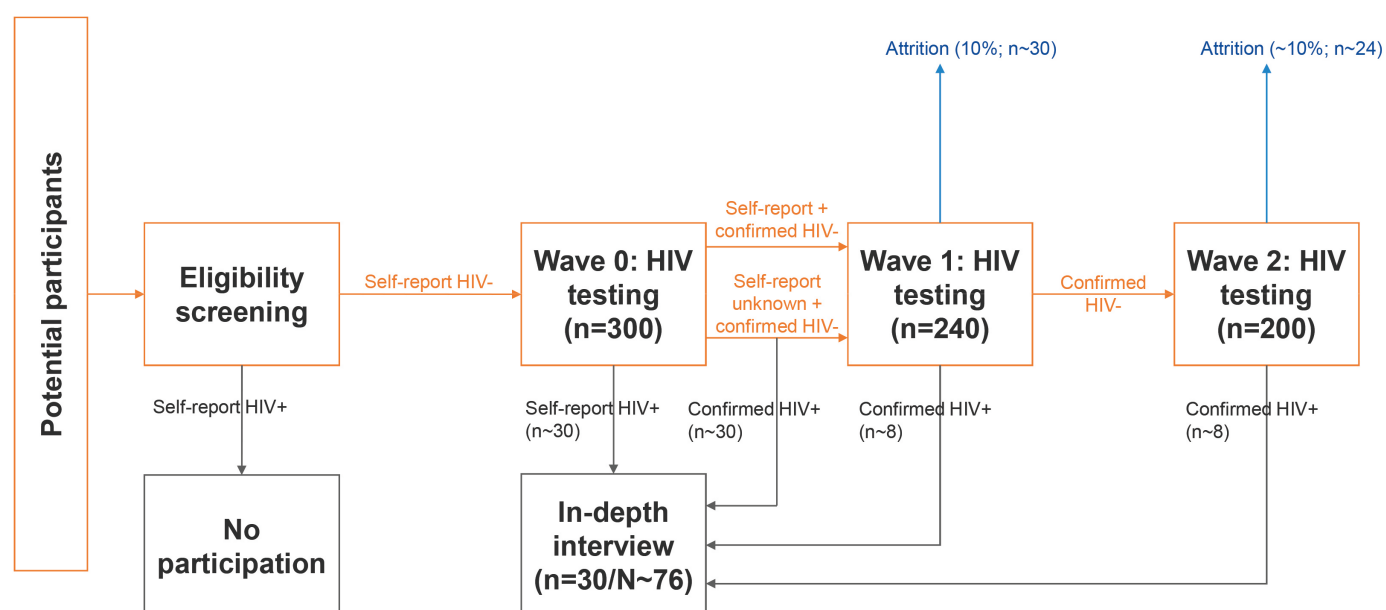 Potential participants
Eligibility
screening
Self-report HIV+
No
participation
Self-report HIV-
Wave 0: HIV
testing
(n=300)
Self-report HIV+
(n~30)
In-depth
interview
(n=30/N~76)
Self-report +
confirmed HIV-
Self-report
unknown +
confirmed HIV-
Confirmed HIV+
(n~30)
Attrition (10%; n~30)
Wave 1: HIV
testing
(n=240)
Confirmed HIV+
(n~8)
Confirmed
HIV-
Attrition (~10%; n~24)
Wave 2: HIV
testing
(n=200)
Confirmed HIV+
(n~8)